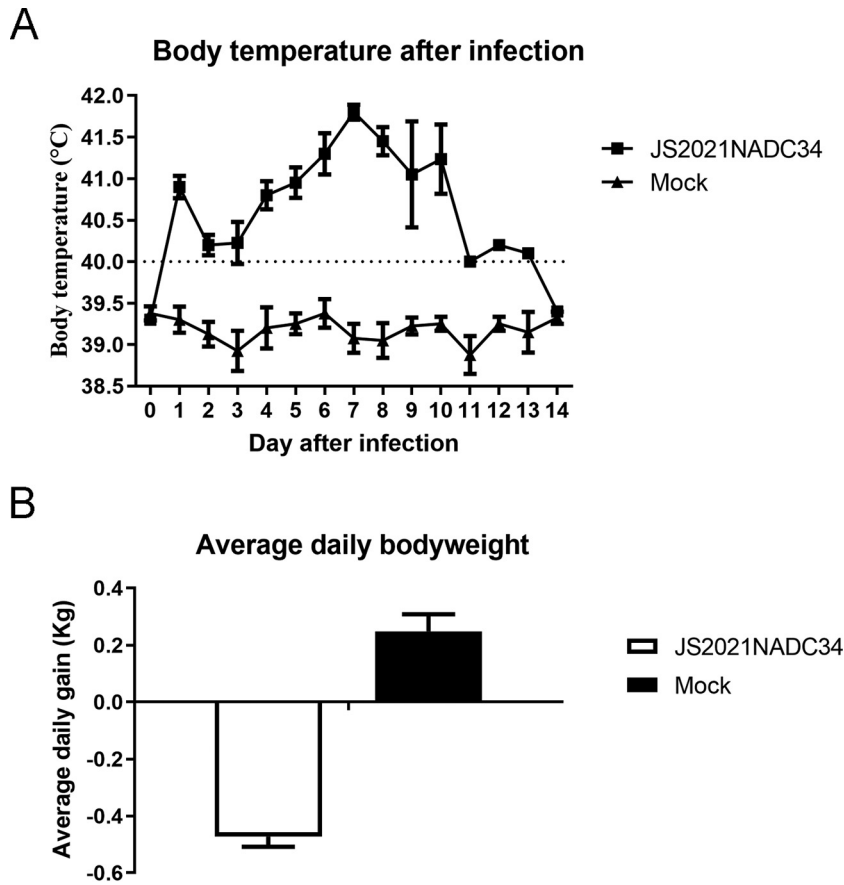 A
Body temperature after infection
Body temperature (°C)
42.0
41.5
41.0
40.5
40.0
39.5
39.0
38.5
0 1 2 3 4 5 6 7 8 9 10 11 12 13 14
Day after infection
JS2021NADC34
Mock
B
Average daily bodyweight
Average daily gain (Kg)
0.4
0.2
0.0
-0.2
-0.4
-0.6
JS2021NADC34
Mock